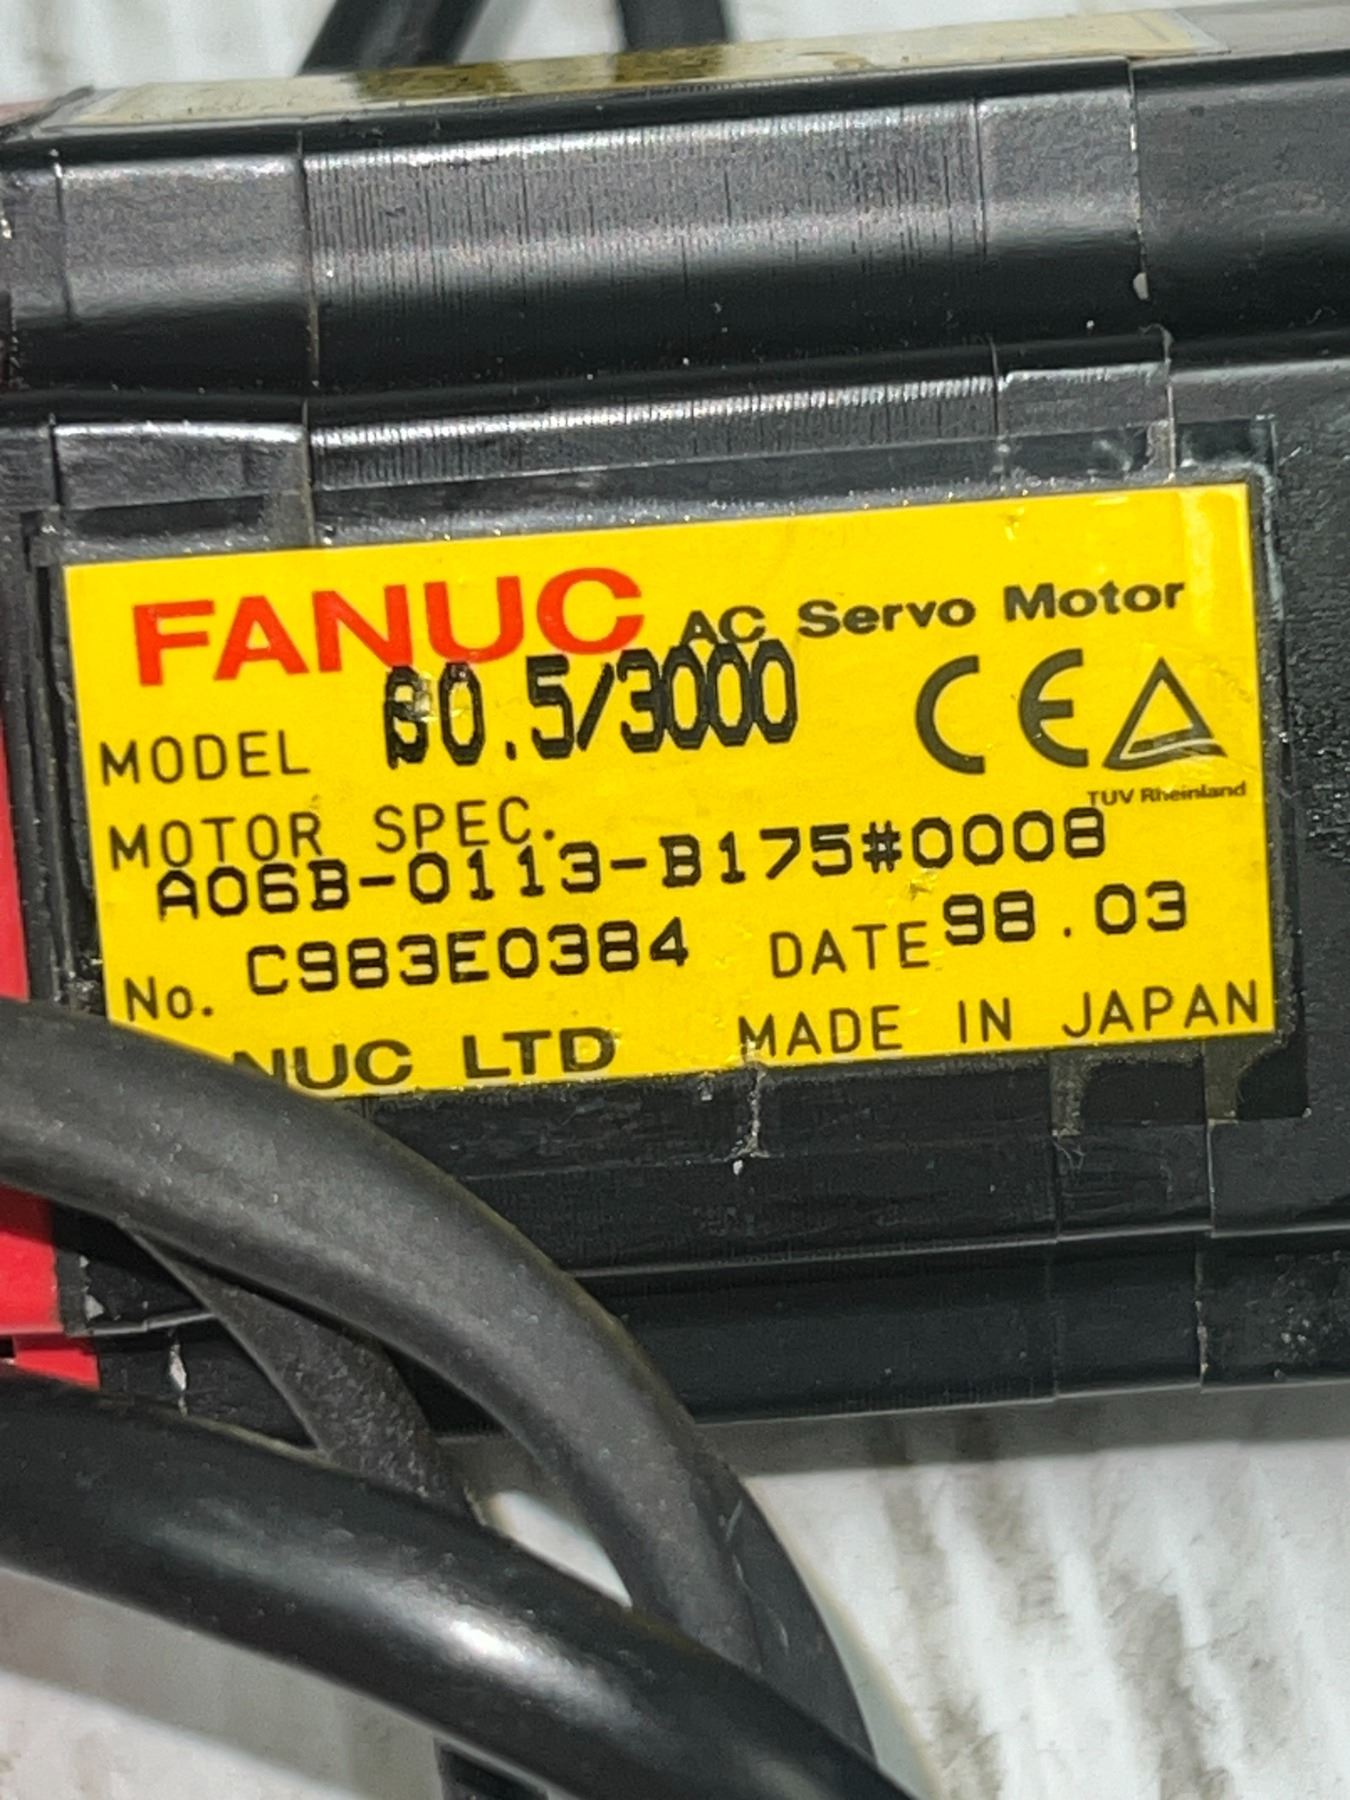 FANUC AC Servo Motor
MODEL β0.5/3000
CE
TUV Rheinland
MOTOR SPEC.
A06B-0113-B175#0008
No. C983E0384 DATE 98.03
NUC LTD MADE IN JAPAN